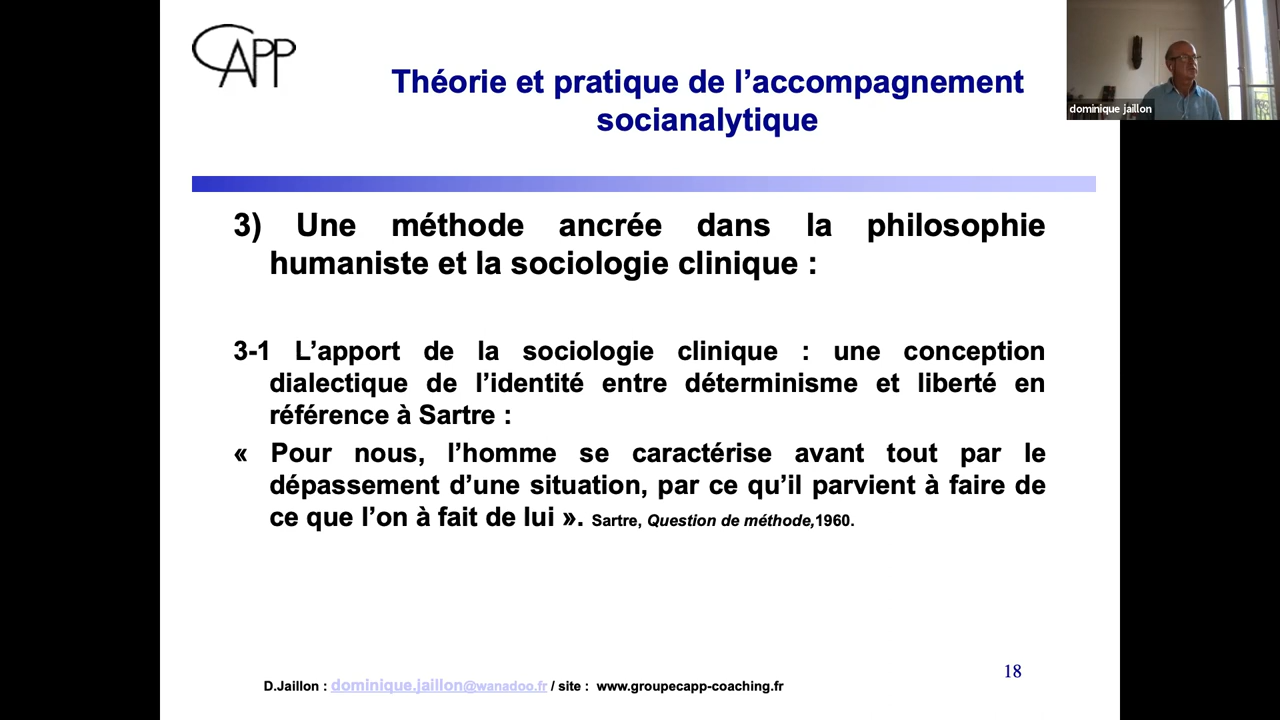 CAPP
dominique jaillon
Théorie et pratique de l’accompagnement
socianalytique
3) Une méthode ancrée dans la philosophie
humaniste et la sociologie clinique :
3-1 L’apport de la sociologie clinique : une conception
dialectique de l’identité entre déterminisme et liberté en
référence à Sartre :
« Pour nous, l’homme se caractérise avant tout par le
dépassement d’une situation, par ce qu’il parvient à faire de
ce que l’on à fait de lui ». Sartre, Question de méthode,1960.
18
D.Jaillon : dominique.jaillon@wanadoo.fr / site : www.groupecapp-coaching.fr